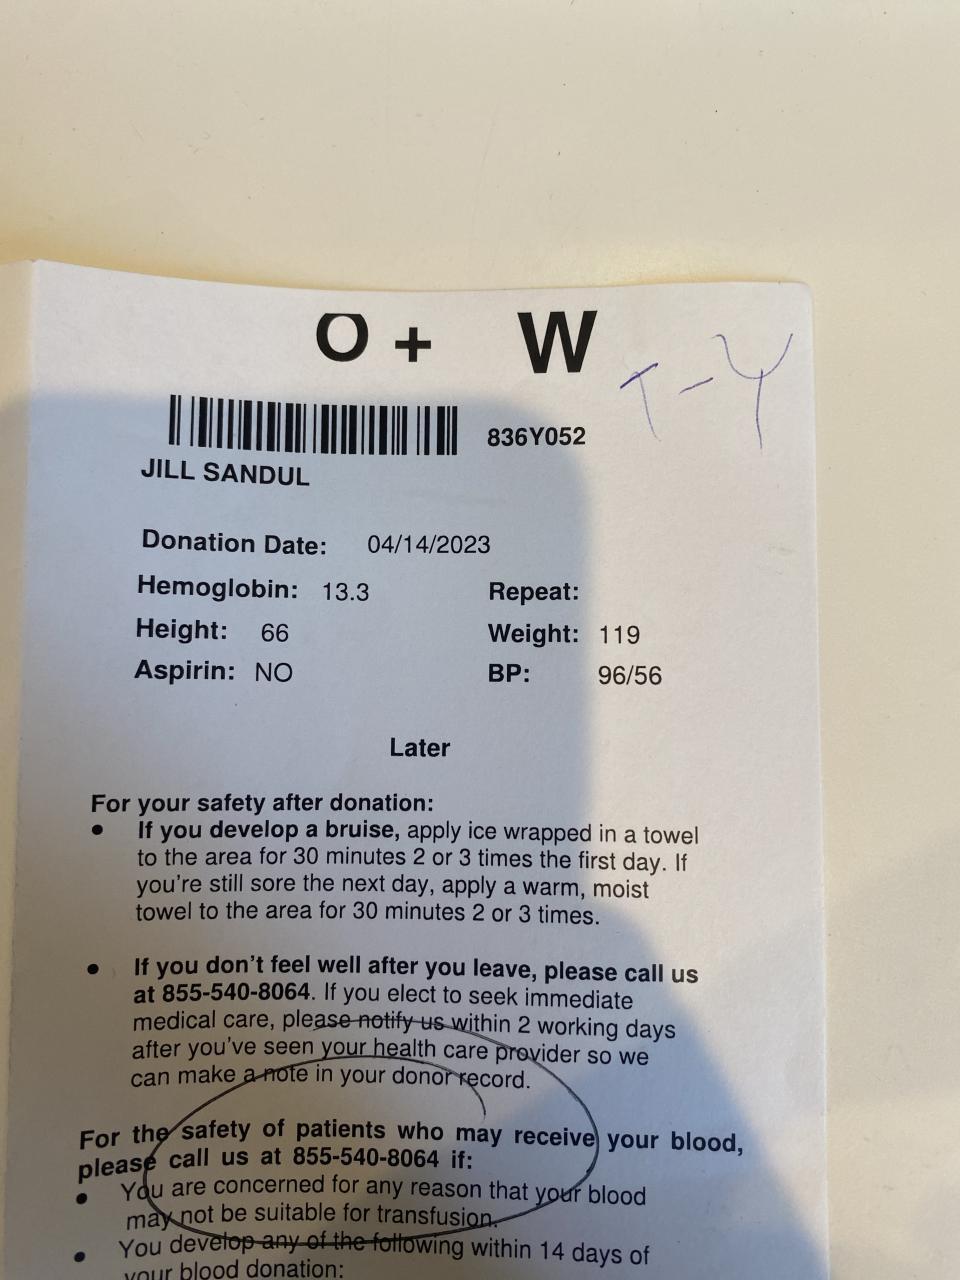 O + W
T-Y
836Y052
JILL SANDUL
Donation Date: 04/14/2023
Hemoglobin: 13.3 Repeat:
Height: 66 Weight: 119
Aspirin: NO BP: 96/56
Later
For your safety after donation:
• If you develop a bruise, apply ice wrapped in a towel
to the area for 30 minutes 2 or 3 times the first day. If
you're still sore the next day, apply a warm, moist
towel to the area for 30 minutes 2 or 3 times.
• If you don't feel well after you leave, please call us
at 855-540-8064. If you elect to seek immediate
medical care, please notify us within 2 working days
after you've seen your health care provider so we
can make a note in your donor record.
For the safety of patients who may receive your blood,
please call us at 855-540-8064 if:
• You are concerned for any reason that your blood
may not be suitable for transfusion.
• You develop any of the following within 14 days of
your blood donation: